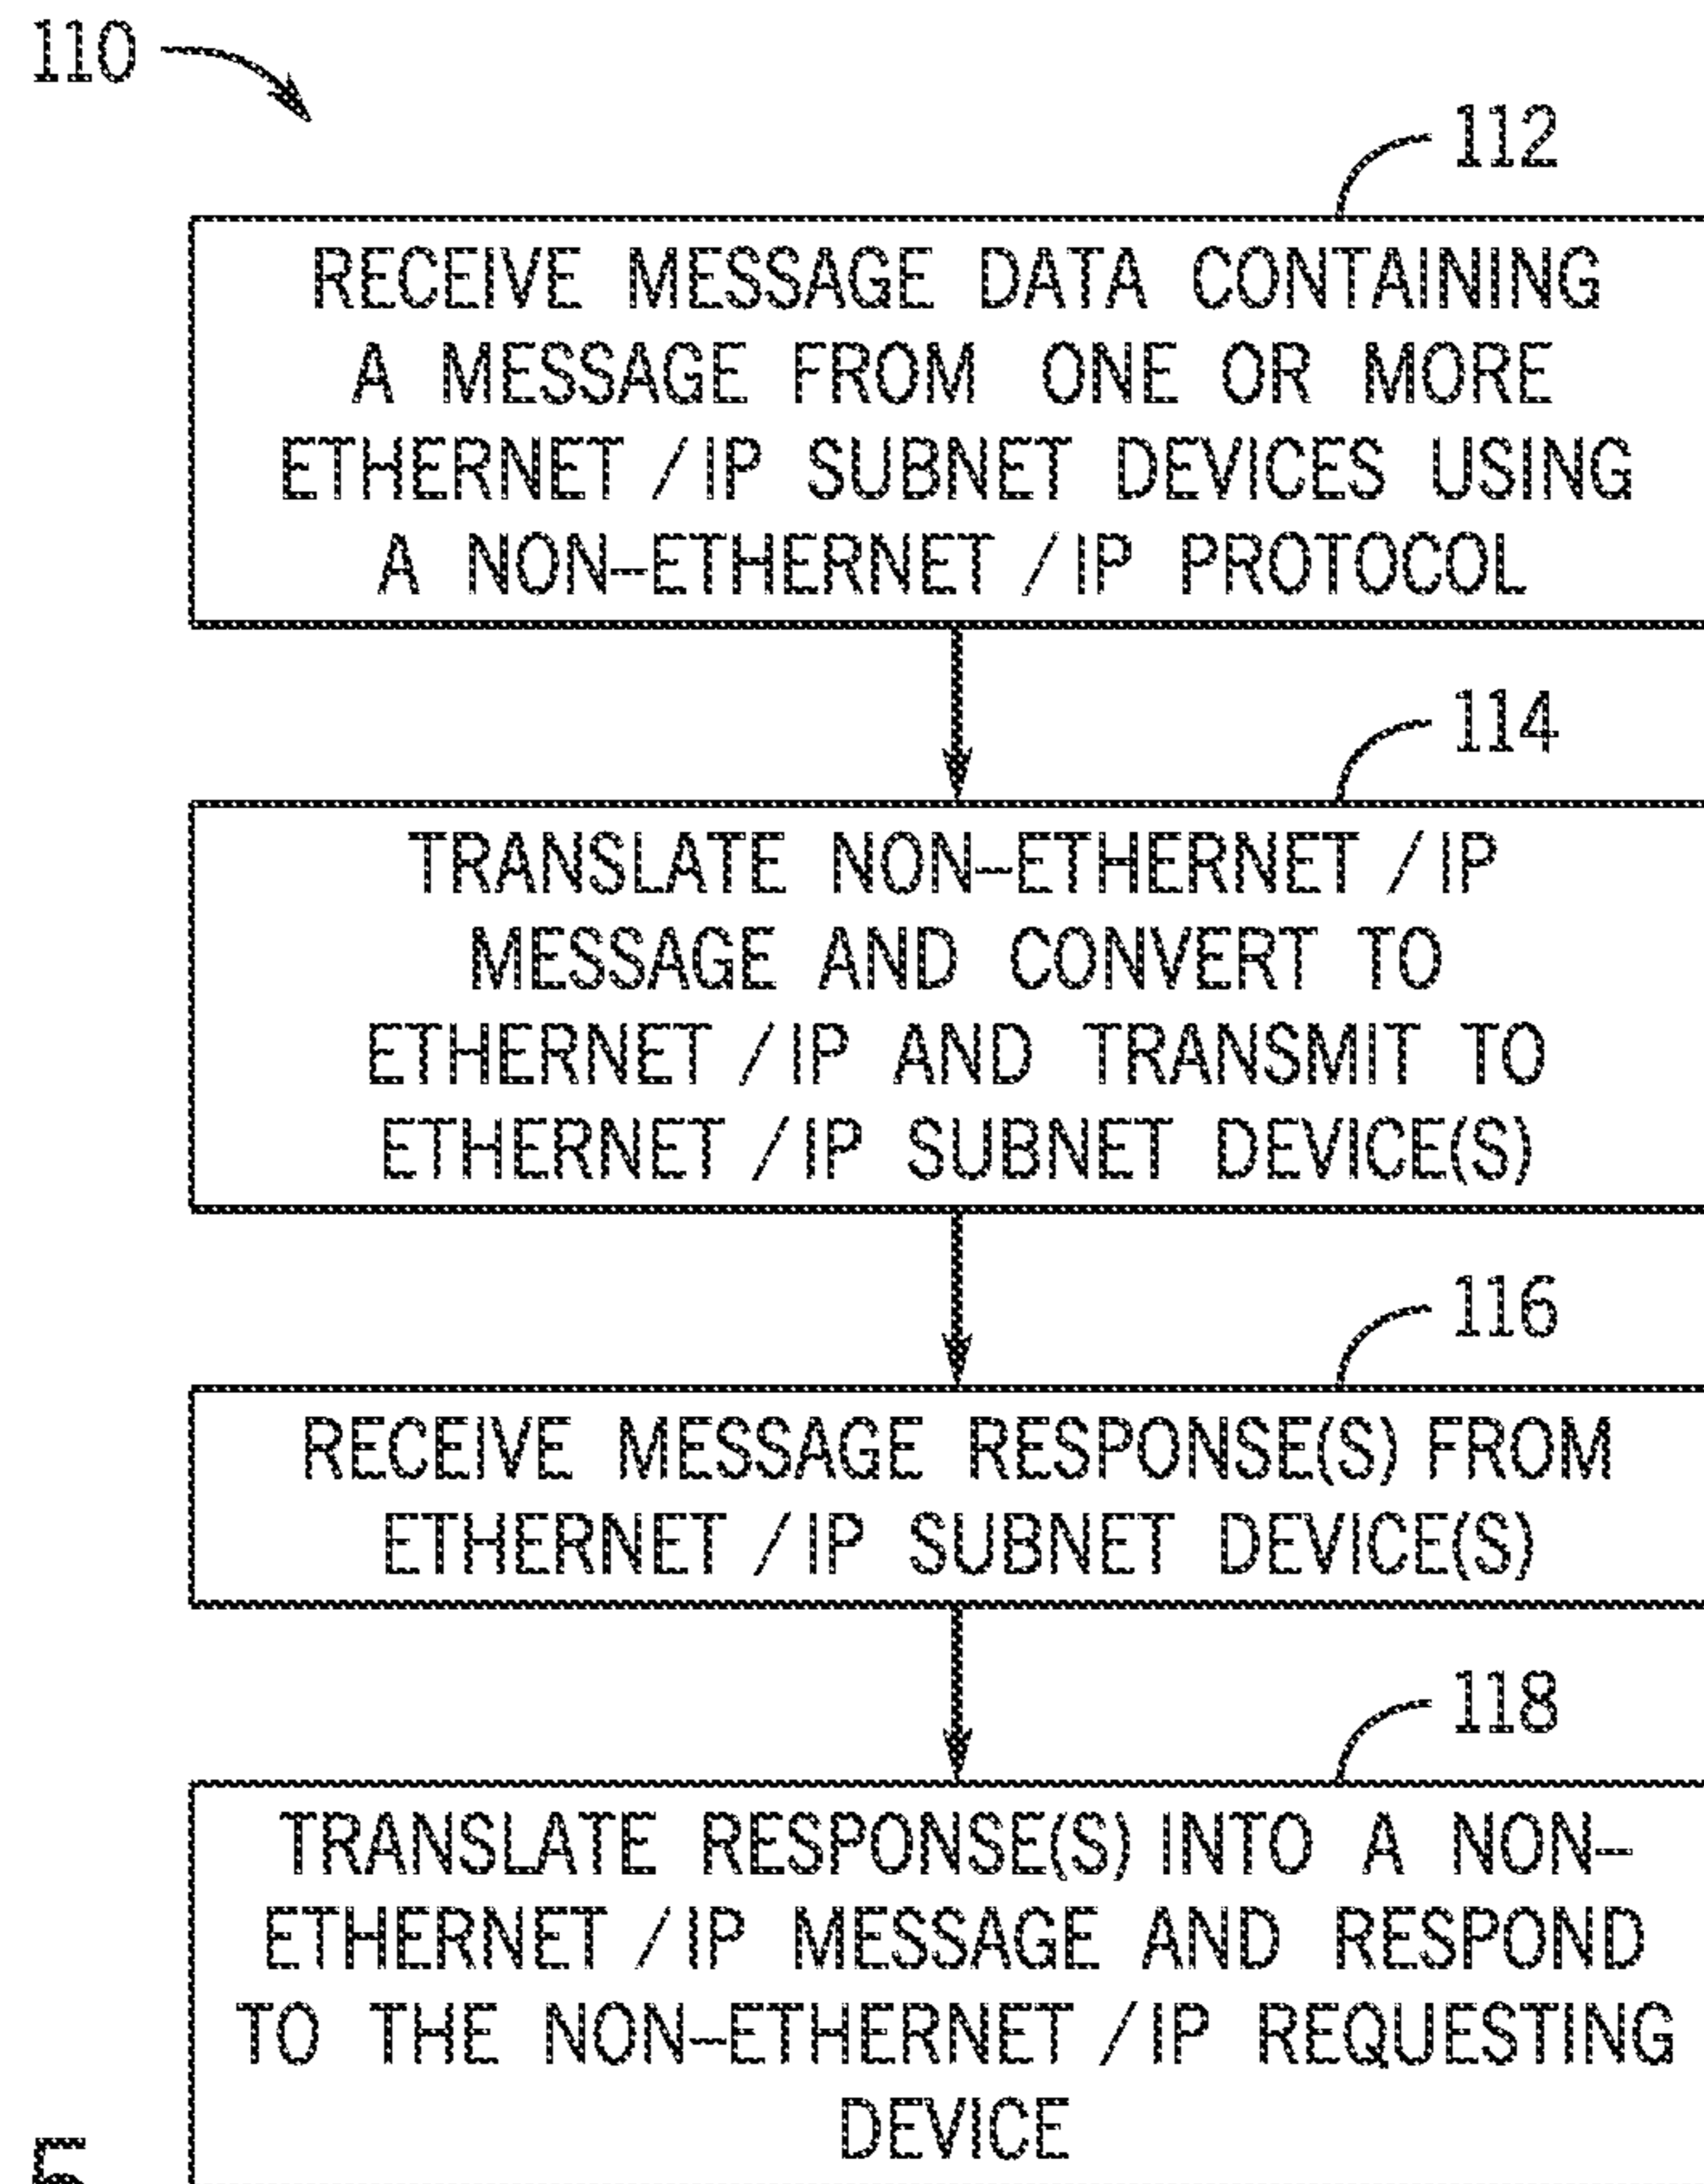 110
112
RECEIVE MESSAGE DATA CONTAINING
A MESSAGE FROM ONE OR MORE
ETHERNET/IP SUBNET DEVICES USING
A NON-ETHERNET/IP PROTOCOL
114
TRANSLATE NON-ETHERNET/IP
MESSAGE AND CONVERT TO
ETHERNET/IP AND TRANSMIT TO
ETHERNET/IP SUBNET DEVICE(S)
116
RECEIVE MESSAGE RESPONSE(S) FROM
ETHERNET/IP SUBNET DEVICE(S)
118
TRANSLATE RESPONSE(S) INTO A NON-
ETHERNET/IP MESSAGE AND RESPOND
TO THE NON-ETHERNET/IP REQUESTING
DEVICE
5